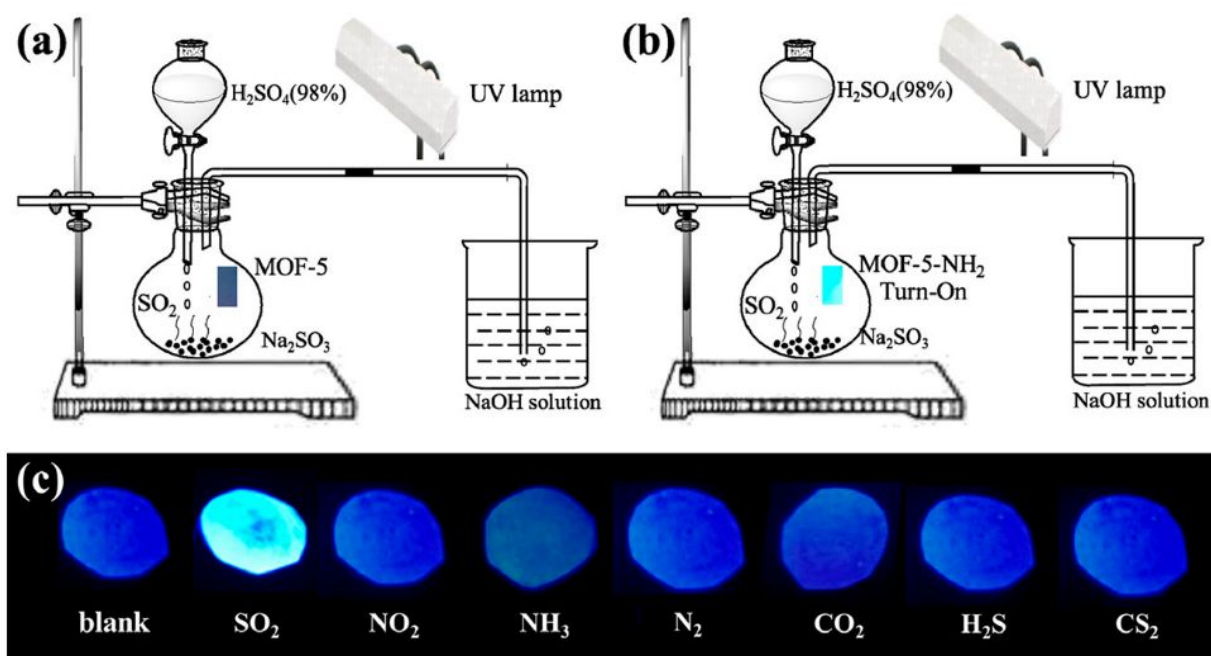 (a)
H₂SO₄(98%)
UV lamp
MOF-5
SO₂
Na₂SO₃
NaOH solution
(b)
H₂SO₄(98%)
UV lamp
MOF-5-NH₂
Turn-On
SO₂
Na₂SO₃
NaOH solution
(c)
blank SO₂ NO₂ NH₃ N₂ CO₂ H₂S CS₂